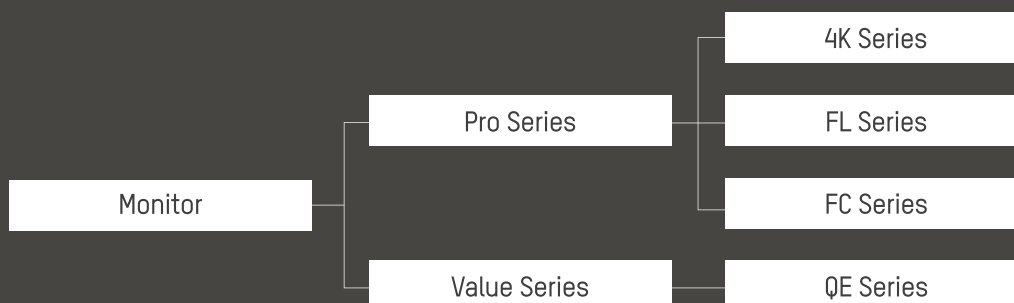 4K Series
Pro Series
FL Series
Monitor
FC Series
Value Series
QE Series